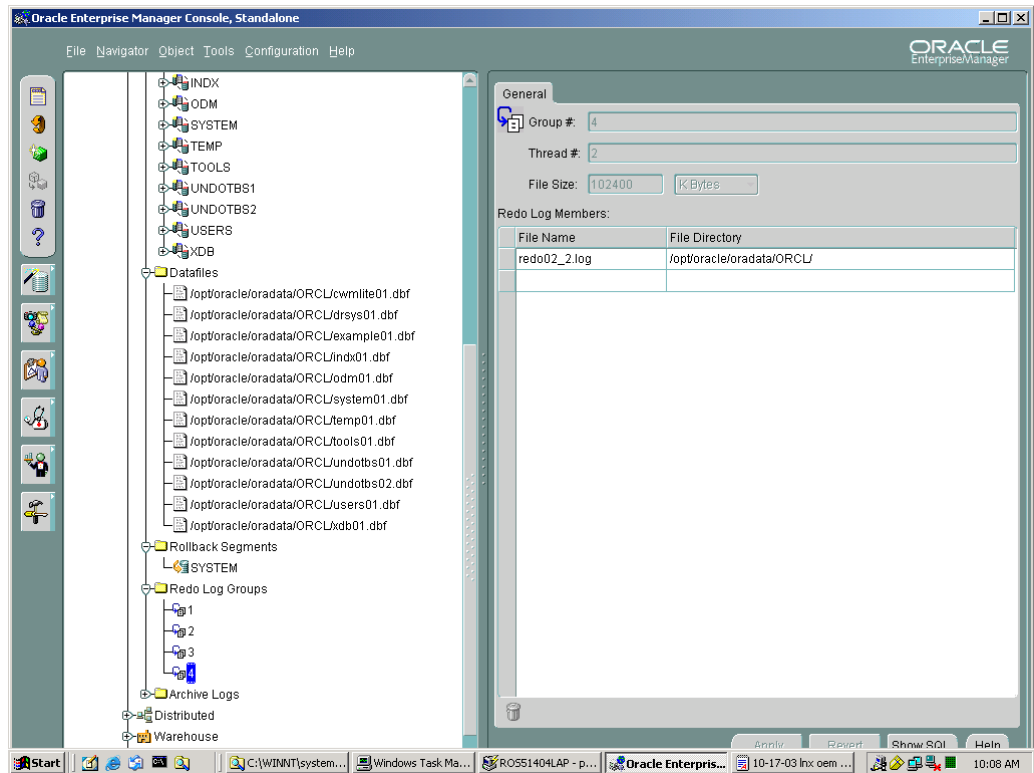 Oracle Enterprise Manager Console, Standalone
File Navigator Object Tools Configuration Help
ORACLE
EnterpriseManager
INDX
ODM
SYSTEM
TEMP
TOOLS
UNDOTBS1
UNDOTBS2
USERS
XDB
Datafiles
/opt/oracle/oradata/ORCL/cwmlite01.dbf
/opt/oracle/oradata/ORCL/drsys01.dbf
/opt/oracle/oradata/ORCL/example01.dbf
/opt/oracle/oradata/ORCL/indx01.dbf
/opt/oracle/oradata/ORCL/odm01.dbf
/opt/oracle/oradata/ORCL/system01.dbf
/opt/oracle/oradata/ORCL/temp01.dbf
/opt/oracle/oradata/ORCL/tools01.dbf
/opt/oracle/oradata/ORCL/undotbs01.dbf
/opt/oracle/oradata/ORCL/undotbs02.dbf
/opt/oracle/oradata/ORCL/users01.dbf
/opt/oracle/oradata/ORCL/xdb01.dbf
Rollback Segments
SYSTEM
Redo Log Groups
1
2
3
4
Archive Logs
Distributed
Warehouse
General
Group #: 4
Thread #: 2
File Size: 102400 K Bytes
Redo Log Members:
File Name File Directory
redo02_2.log /opt/oracle/oradata/ORCL/
Apply Revert Show SQL Help
Start C:\WINNT\system... Windows Task Ma... ROS51404LAP - p... Oracle Enterpris... 10-17-03 lnx oem ... 10:08 AM